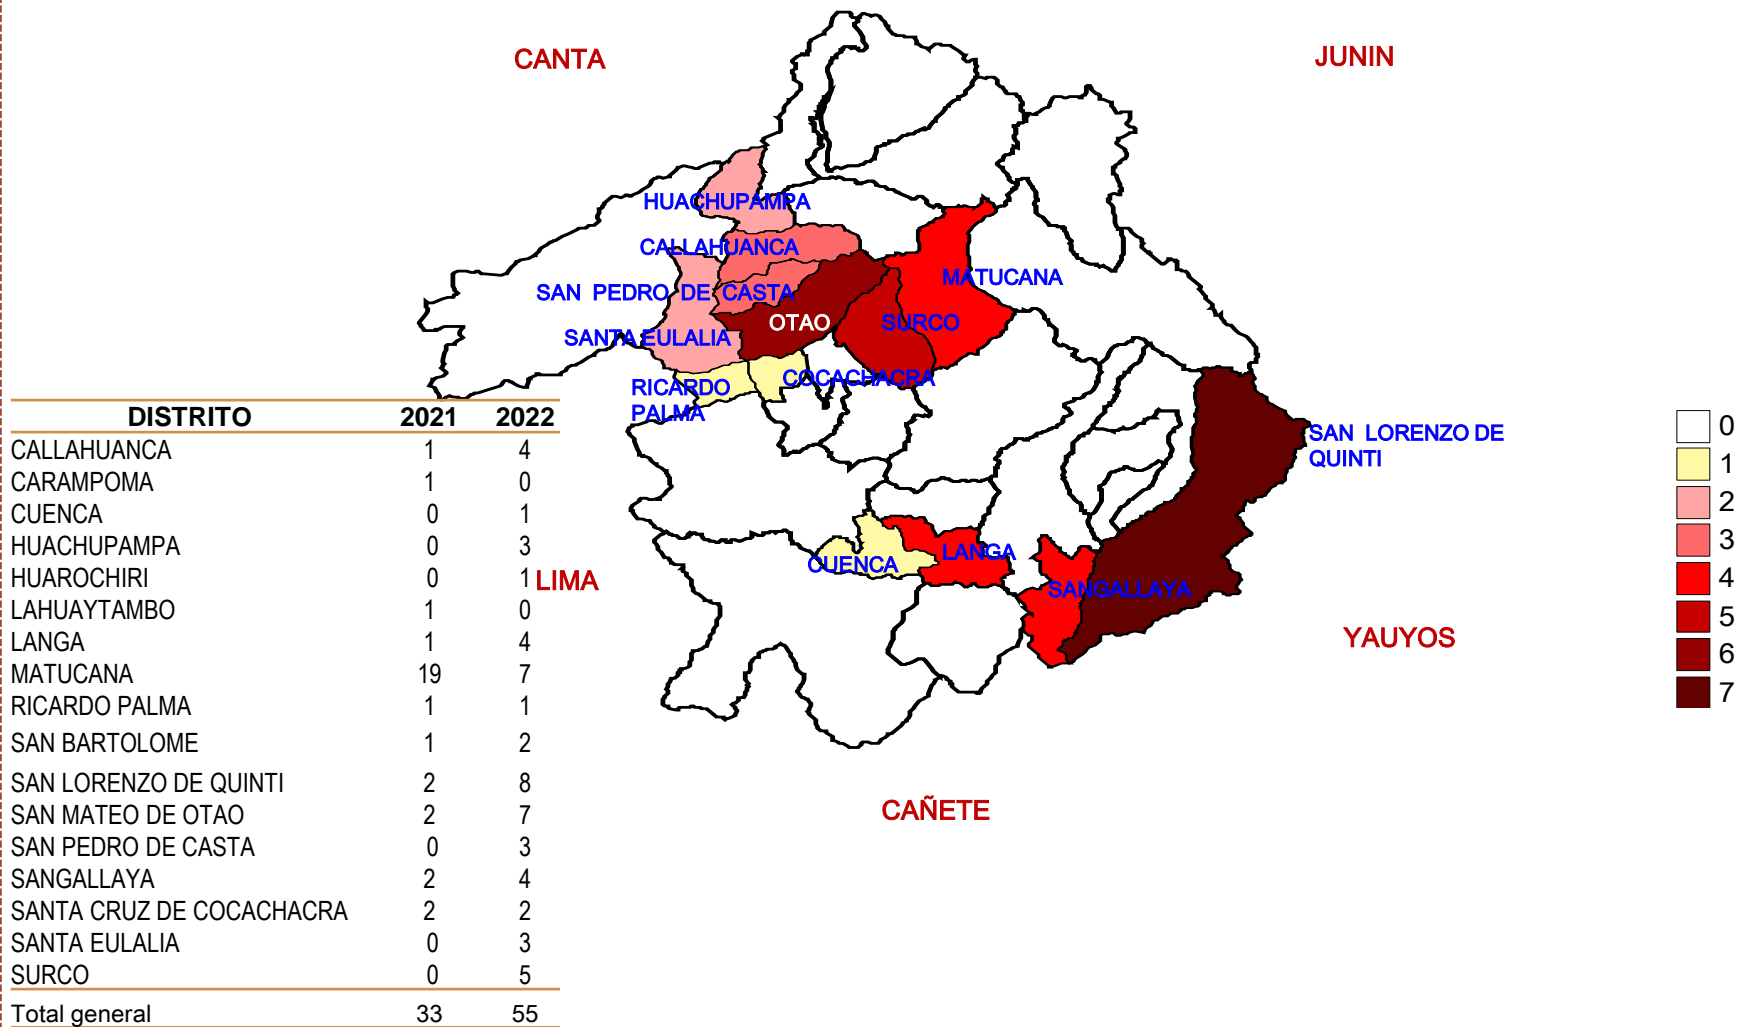 CANTA
JUNIN
HUACHUPAMPA
CALLAHUANCA
MATUCANA
SAN PEDRO DE CASTA
OTAO
SURCO
SANTA EULALIA
COCACHACRA
RICARDO
PALMA
SAN LORENZO DE
QUINTI
LANGA
CUENCA
SANGALLAYA
LIMA
YAUYOS
CAÑETE
DISTRITO 2021 2022
CALLAHUANCA 1 4
CARAMPOMA 1 0
CUENCA 0 1
HUACHUPAMPA 0 3
HUAROCHIRI 0 1
LAHUAYTAMBO 1 0
LANGA 1 4
MATUCANA 19 7
RICARDO PALMA 1 1
SAN BARTOLOME 1 2
SAN LORENZO DE QUINTI 2 8
SAN MATEO DE OTAO 2 7
SAN PEDRO DE CASTA 0 3
SANGALLAYA 2 4
SANTA CRUZ DE COCACHACRA 2 2
SANTA EULALIA 0 3
SURCO 0 5
Total general 33 55
0
1
2
3
4
5
6
7